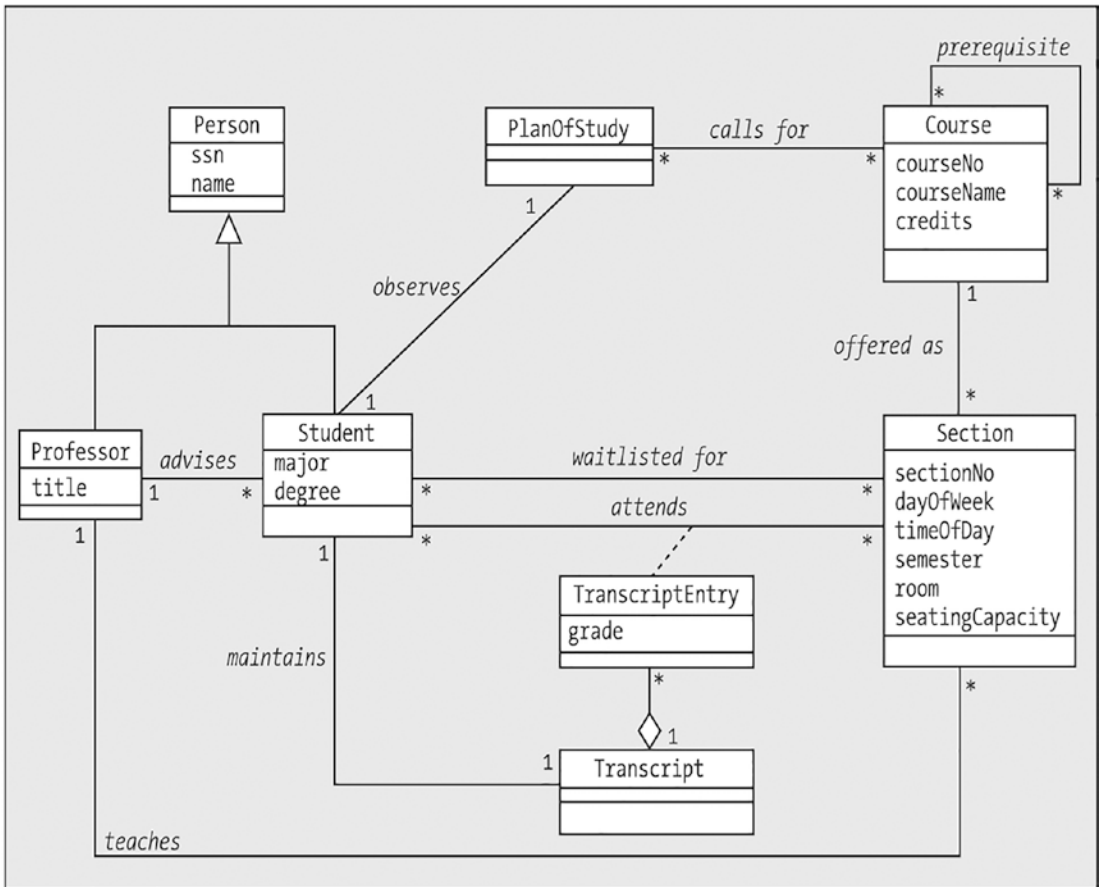 prerequisite
*
Person
ssn
name
PlanOfStudy
calls for
*
*
Course
courseNo
courseName
credits
*
1
observes
1
1
offered as
*
Professor
title
advises
1
*
1
Student
major
degree
waitlisted for
*
*
attends
*
*
1
Section
sectionNo
dayOfWeek
timeOfDay
semester
room
seatingCapacity
*
TranscriptEntry
grade
*
maintains
1
1
Transcript
teaches